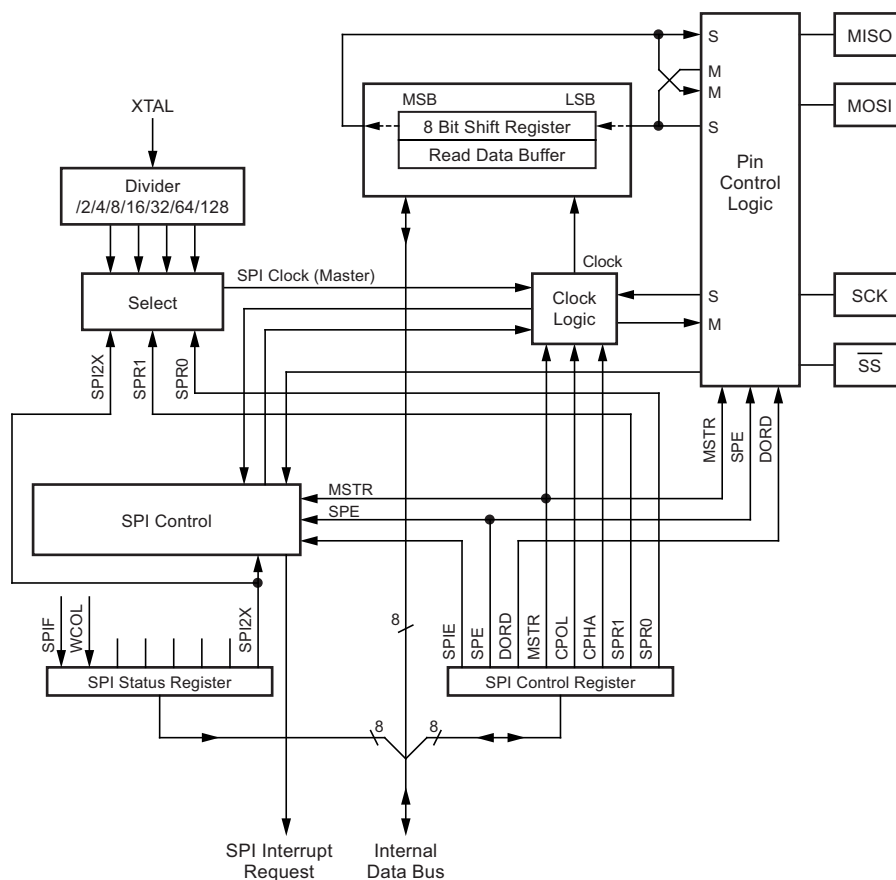 S
MISO
M
M
MOSI
S
MSB
LSB
8 Bit Shift Register
Read Data Buffer
XTAL
Divider
/2/4/8/16/32/64/128
Pin
Control
Logic
SPI Clock (Master)
Clock
Select
Clock
Logic
S
M
SCK
SS
SPI2X
SPR1
SPR0
MSTR
SPE
DORD
MSTR
SPE
SPI Control
SPIF
WCOL
SPI2X
8
SPIE
SPE
DORD
MSTR
CPOL
CPHA
SPR1
SPR0
SPI Status Register
SPI Control Register
8
8
SPI Interrupt
Request
Internal
Data Bus